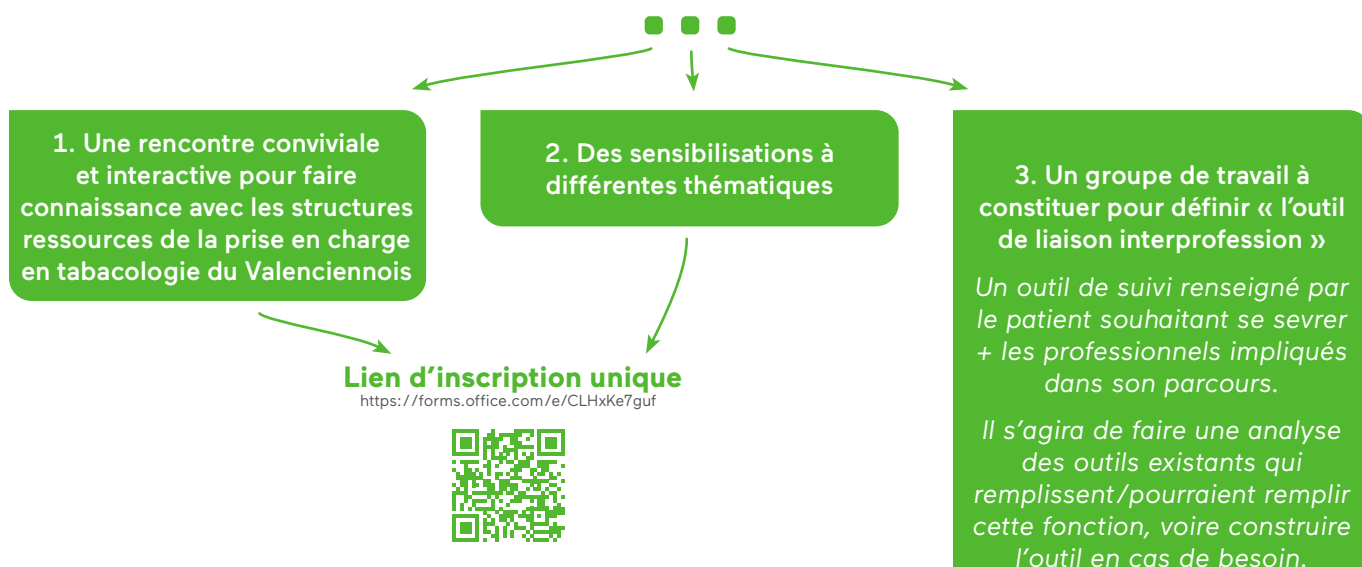 1. Une rencontre conviviale
et interactive pour faire
connaissance avec les structures
ressources de la prise en charge
en tabacologie du Valenciennois
2. Des sensibilisations à
différentes thématiques
3. Un groupe de travail à
constituer pour définir « l’outil
de liaison interprofession »
Un outil de suivi renseigné par
le patient souhaitant se sevrer
+ les professionnels impliqués
dans son parcours.
Il s’agira de faire une analyse
des outils existants qui
remplissent/pourraient remplir
cette fonction, voire construire
l’outil en cas de besoin.
Lien d’inscription unique
https://forms.office.com/e/CLHxKe7guf